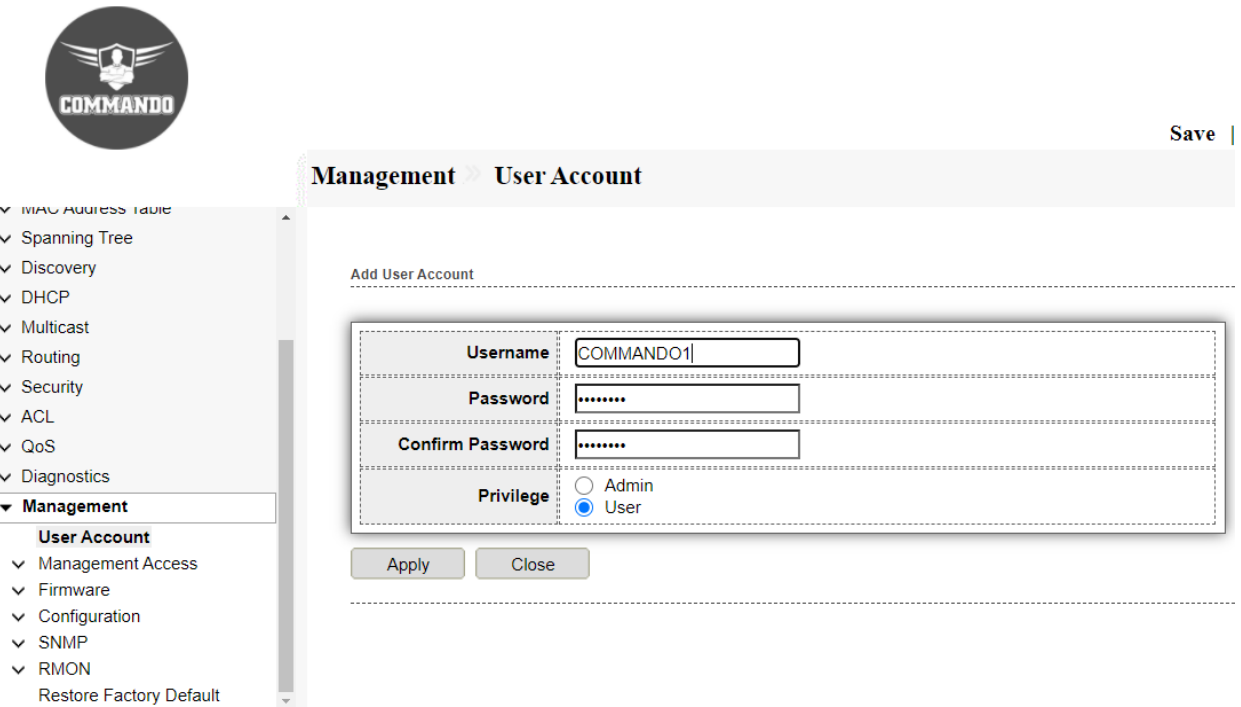 COMMANDO
Save |
Management » User Account
MAC Address Table
Spanning Tree
Discovery
DHCP
Multicast
Routing
Security
ACL
QoS
Diagnostics
Management
User Account
Management Access
Firmware
Configuration
SNMP
RMON
Restore Factory Default
Add User Account
Username COMMANDO1
Password ••••••••
Confirm Password ••••••••
Privilege Admin
User
Apply Close